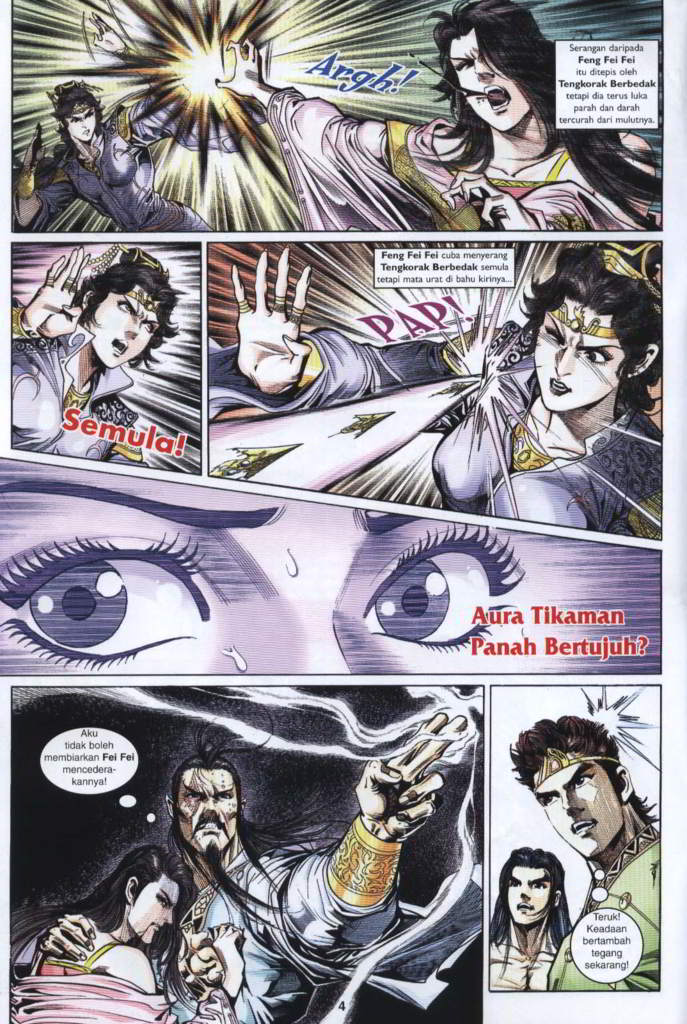 Argh!
Serangan daripada
Feng Fei Fei
itu ditepis oleh
Tengkorak Berbedak
tetapi dia terus luka
parah dan darah
tercurah dari mulutnya.
Semula!
Feng Fei Fei cuba menyerang
Tengkorak Berbedak semula
tetapi mata urat di bahu kirinya...
PAP!
Aura Tikaman
Panah Bertujuh?
Aku
tidak boleh
membiarkan Fei Fei
mencedera-
kannya!
Teruk!
Keadaan
bertambah
tegang
sekarang!
4